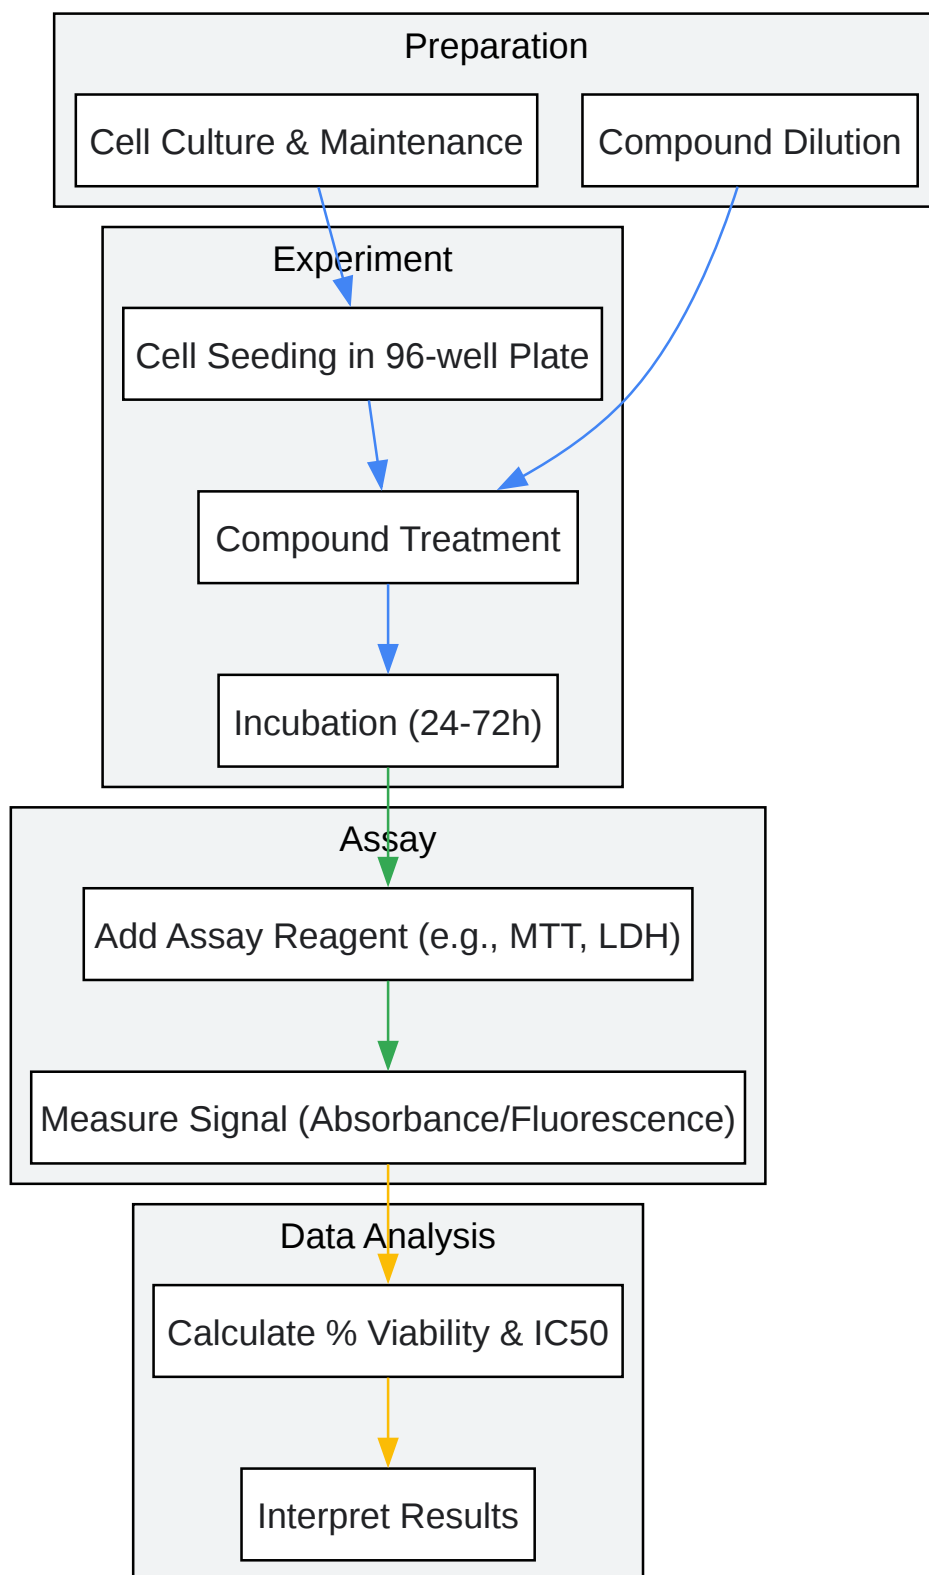 Preparation
Cell Culture & Maintenance
Compound Dilution
Experiment
Cell Seeding in 96-well Plate
Compound Treatment
Incubation (24-72h)
Assay
Add Assay Reagent (e.g., MTT, LDH)
Measure Signal (Absorbance/Fluorescence)
Data Analysis
Calculate % Viability & IC50
Interpret Results